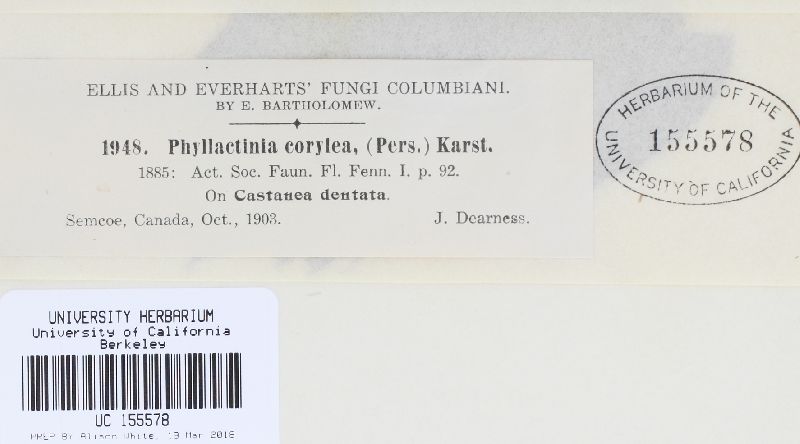 ELLIS AND EVERHARTS' FUNGI COLUMBIANI.
BY E. BARTHOLOMEW.
1948. Phyllactinia corylea, (Pers.) Karst.
1885: Act. Soc. Faun. Fl. Fenn. I. p. 92.
On Castanea dentata.
Semcoe, Canada, Oct., 1903. J. Dearness.
HERBARIUM OF THE
155578
UNIVERSITY OF CALIFORNIA
UNIVERSITY HERBARIUM
University of California
Berkeley
UC 155578
PREP By Alison White, 13 Mar 2016